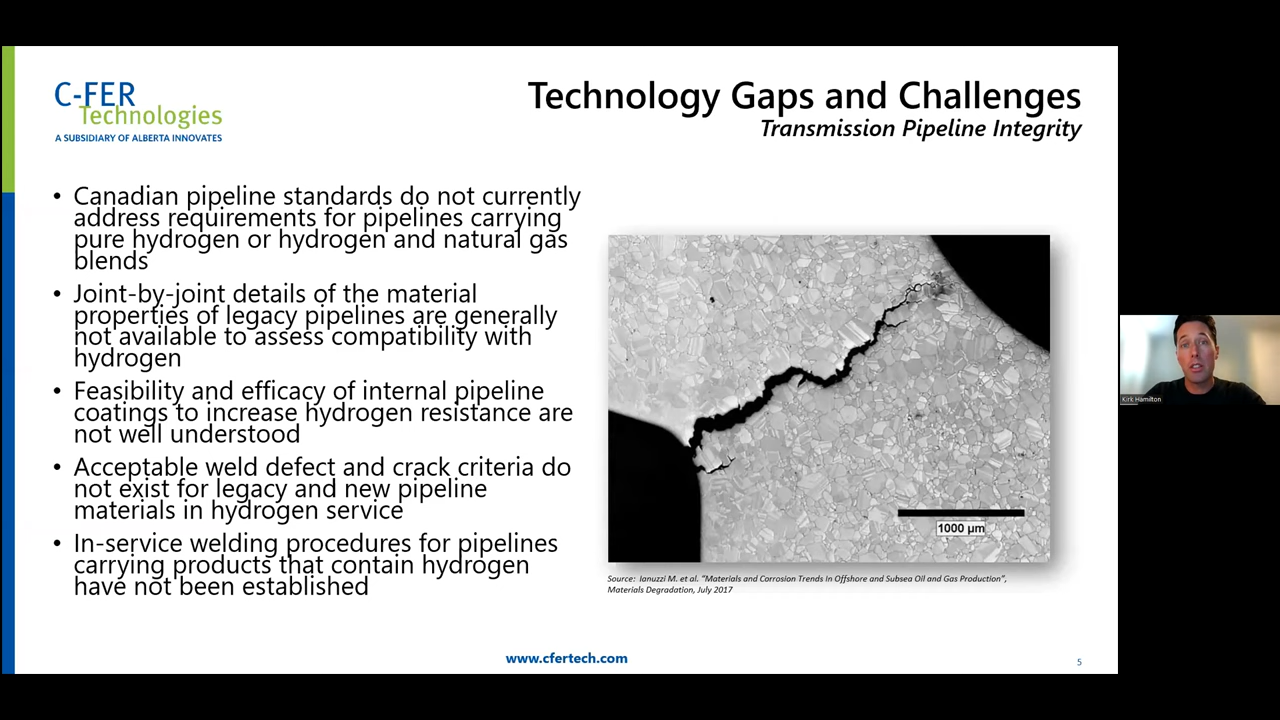 C-FER
Technologies
A SUBSIDIARY OF ALBERTA INNOVATES
Technology Gaps and Challenges
Transmission Pipeline Integrity
• Canadian pipeline standards do not currently
address requirements for pipelines carrying
pure hydrogen or hydrogen and natural gas
blends
• Joint-by-joint details of the material
properties of legacy pipelines are generally
not available to assess compatibility with
hydrogen
• Feasibility and efficacy of internal pipeline
coatings to increase hydrogen resistance are
not well understood
• Acceptable weld defect and crack criteria do
not exist for legacy and new pipeline
materials in hydrogen service
• In-service welding procedures for pipelines
carrying products that contain hydrogen
have not been established
1000 µm
Source: Ianuzzi M. et al. “Materials and Corrosion Trends in Offshore and Subsea Oil and Gas Production”,
Materials Degradation, July 2017
www.cfertech.com
5
Kirk Hamilton